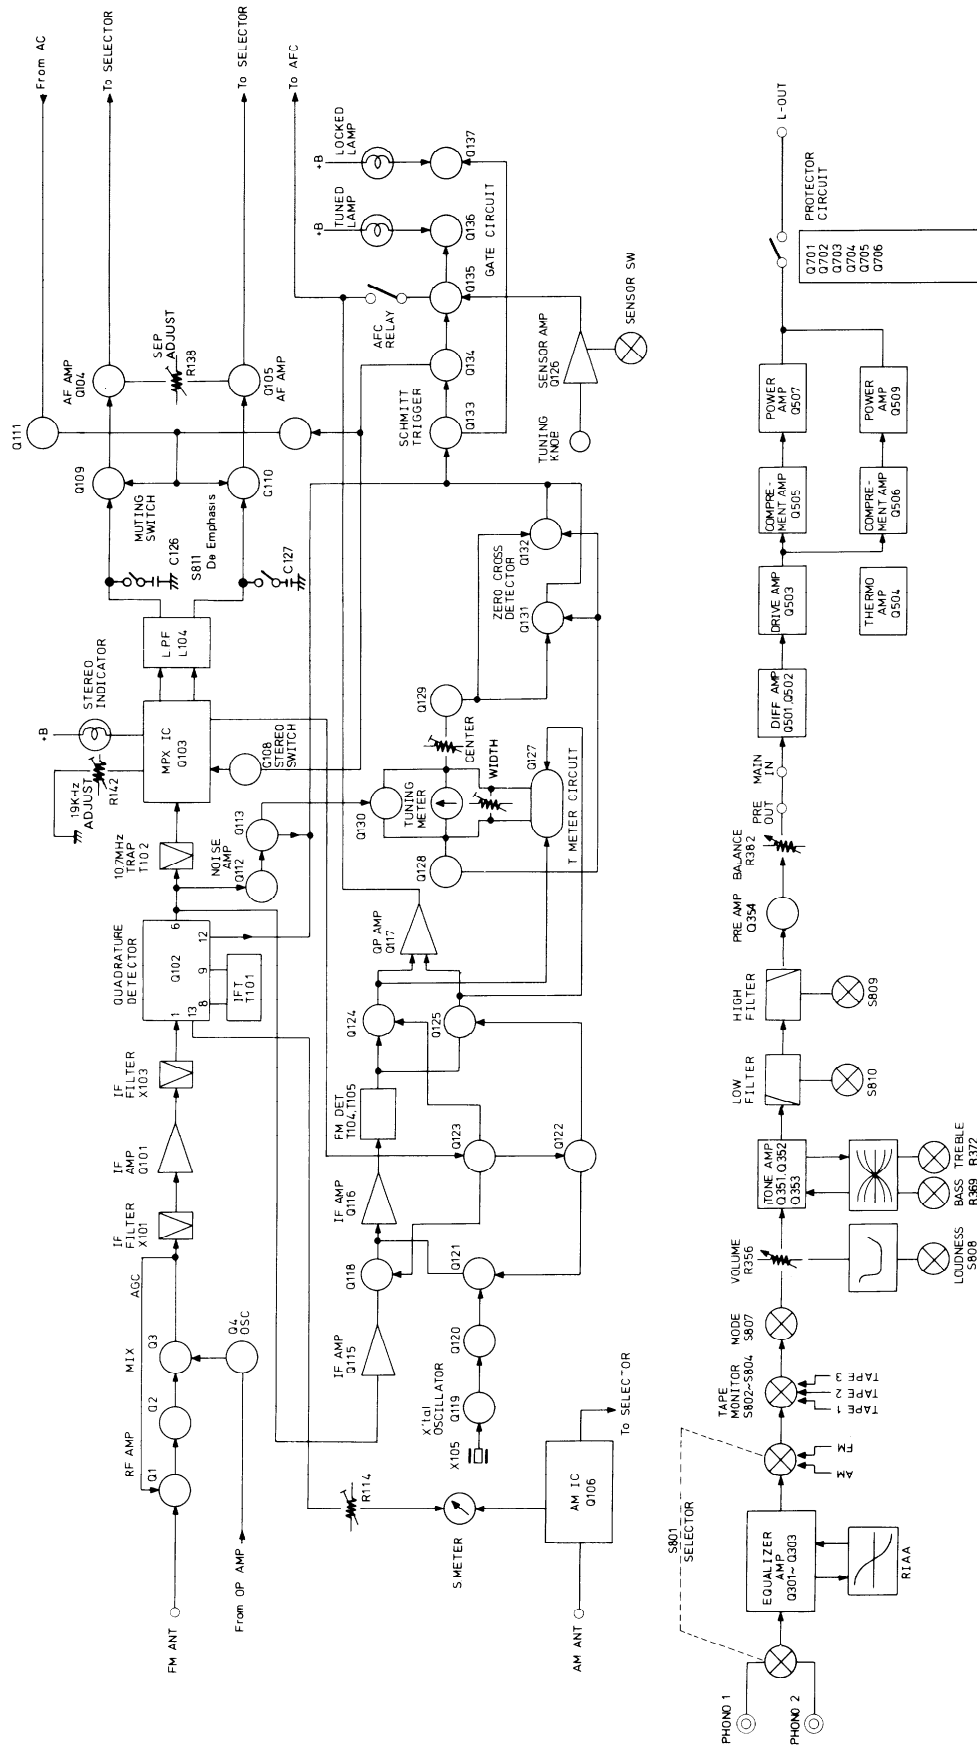 FM ANT
From OP AMP
RF AMP
Q1
Q2
MIX
Q3
Q4
OSC
AGC
IF
FILTER
X101
IF
AMP
Q101
IF
FILTER
X103
QUADRATURE
DETECTOR
Q102
1
13
8
9
12
6
IFT
T101
10.7MHz
TRAP
T102
NOISE
AMP
Q112
Q113
19KHz
ADJUST
R142
+B
STEREO
INDICATOR
MPX IC
Q103
Q108
STEREO
SWITCH
LPF
L104
C126
S811
De Emphasis
C127
Q109
MUTING
SWITCH
Q110
Q111
AF AMP
Q104
SEP
ADJUST
R138
Q105
AF AMP
From AC
To SELECTOR
To SELECTOR
To AFC
IF AMP
Q115
Q118
IF AMP
Q116
FM DET
T104,T105
Q124
Q125
OP AMP
Q117
Q123
Q122
X'tal
OSCILLATOR
X105
Q119
Q120
Q121
Q128
Q130
TUNING
METER
CENTER
WIDTH
Q127
T METER CIRCUIT
Q129
ZERO CROSS
DETECTOR
Q131
Q132
SCHMITT
TRIGGER
Q133
Q134
Q135
GATE CIRCUIT
Q136
Q137
AFC
RELAY
+B
TUNED
LAMP
+B
LOCKED
LAMP
TUNING
KNOB
SENSOR AMP
Q126
SENSOR SW
R114
S METER
AM ANT
AM IC
Q106
To SELECTOR
PHONO 1
PHONO 2
S801
SELECTOR
EQUALIZER
AMP
Q301~Q303
RIAA
AM
FM
TAPE
MONITOR
S802~S804
TAPE 1
TAPE 2
TAPE 3
MODE
S807
VOLUME
R356
LOUDNESS
S808
TONE AMP
Q351,Q352
Q353
BASS
R369
TREBLE
R372
LOW
FILTER
S810
HIGH
FILTER
S809
PRE AMP
Q354
BALANCE
R382
PRE
OUT
MAIN
IN
DIFF AMP
Q501,Q502
DRIVE AMP
Q503
THERMO
AMP
Q504
COMPRE-
MENT AMP
Q505
COMPRE-
MENT AMP
Q506
POWER
AMP
Q507
POWER
AMP
Q509
PROTECTOR
CIRCUIT
Q701
Q702
Q703
Q704
Q705
Q706
L-OUT